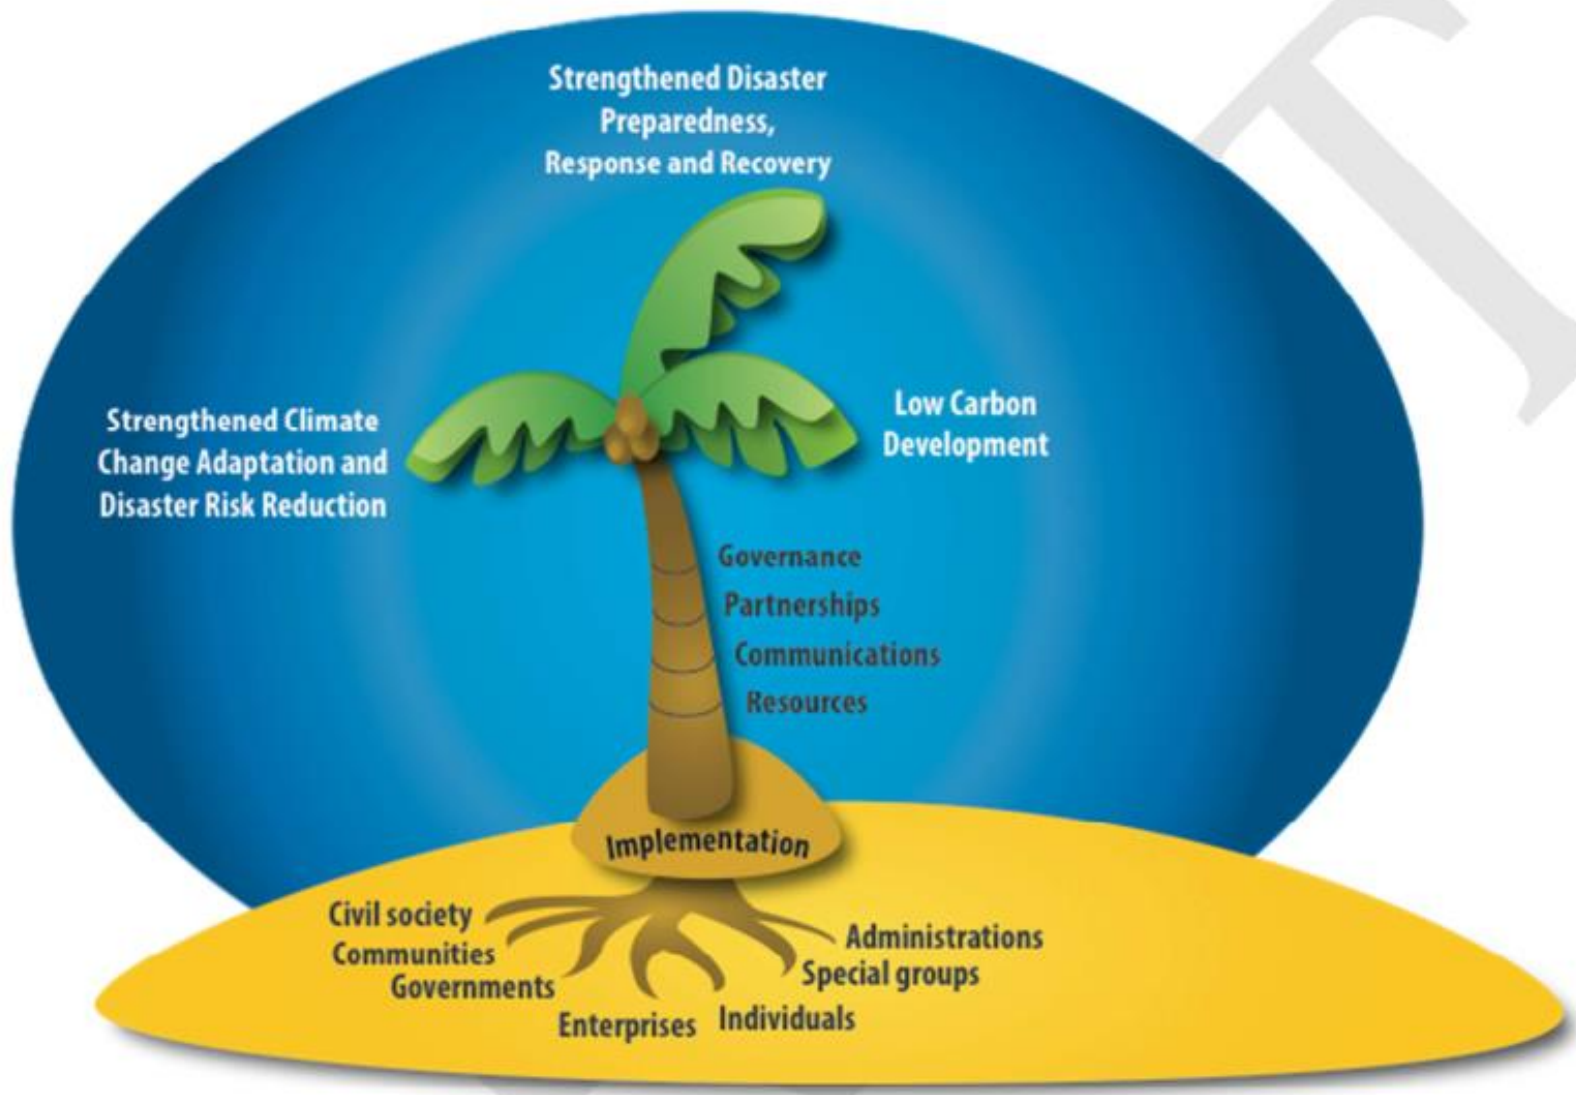 Strengthened Disaster
Preparedness,
Response and Recovery
Strengthened Climate
Change Adaptation and
Disaster Risk Reduction
Low Carbon
Development
Governance
Partnerships
Communications
Resources
Implementation
Civil society
Communities
Governments
Enterprises
Individuals
Special groups
Administrations